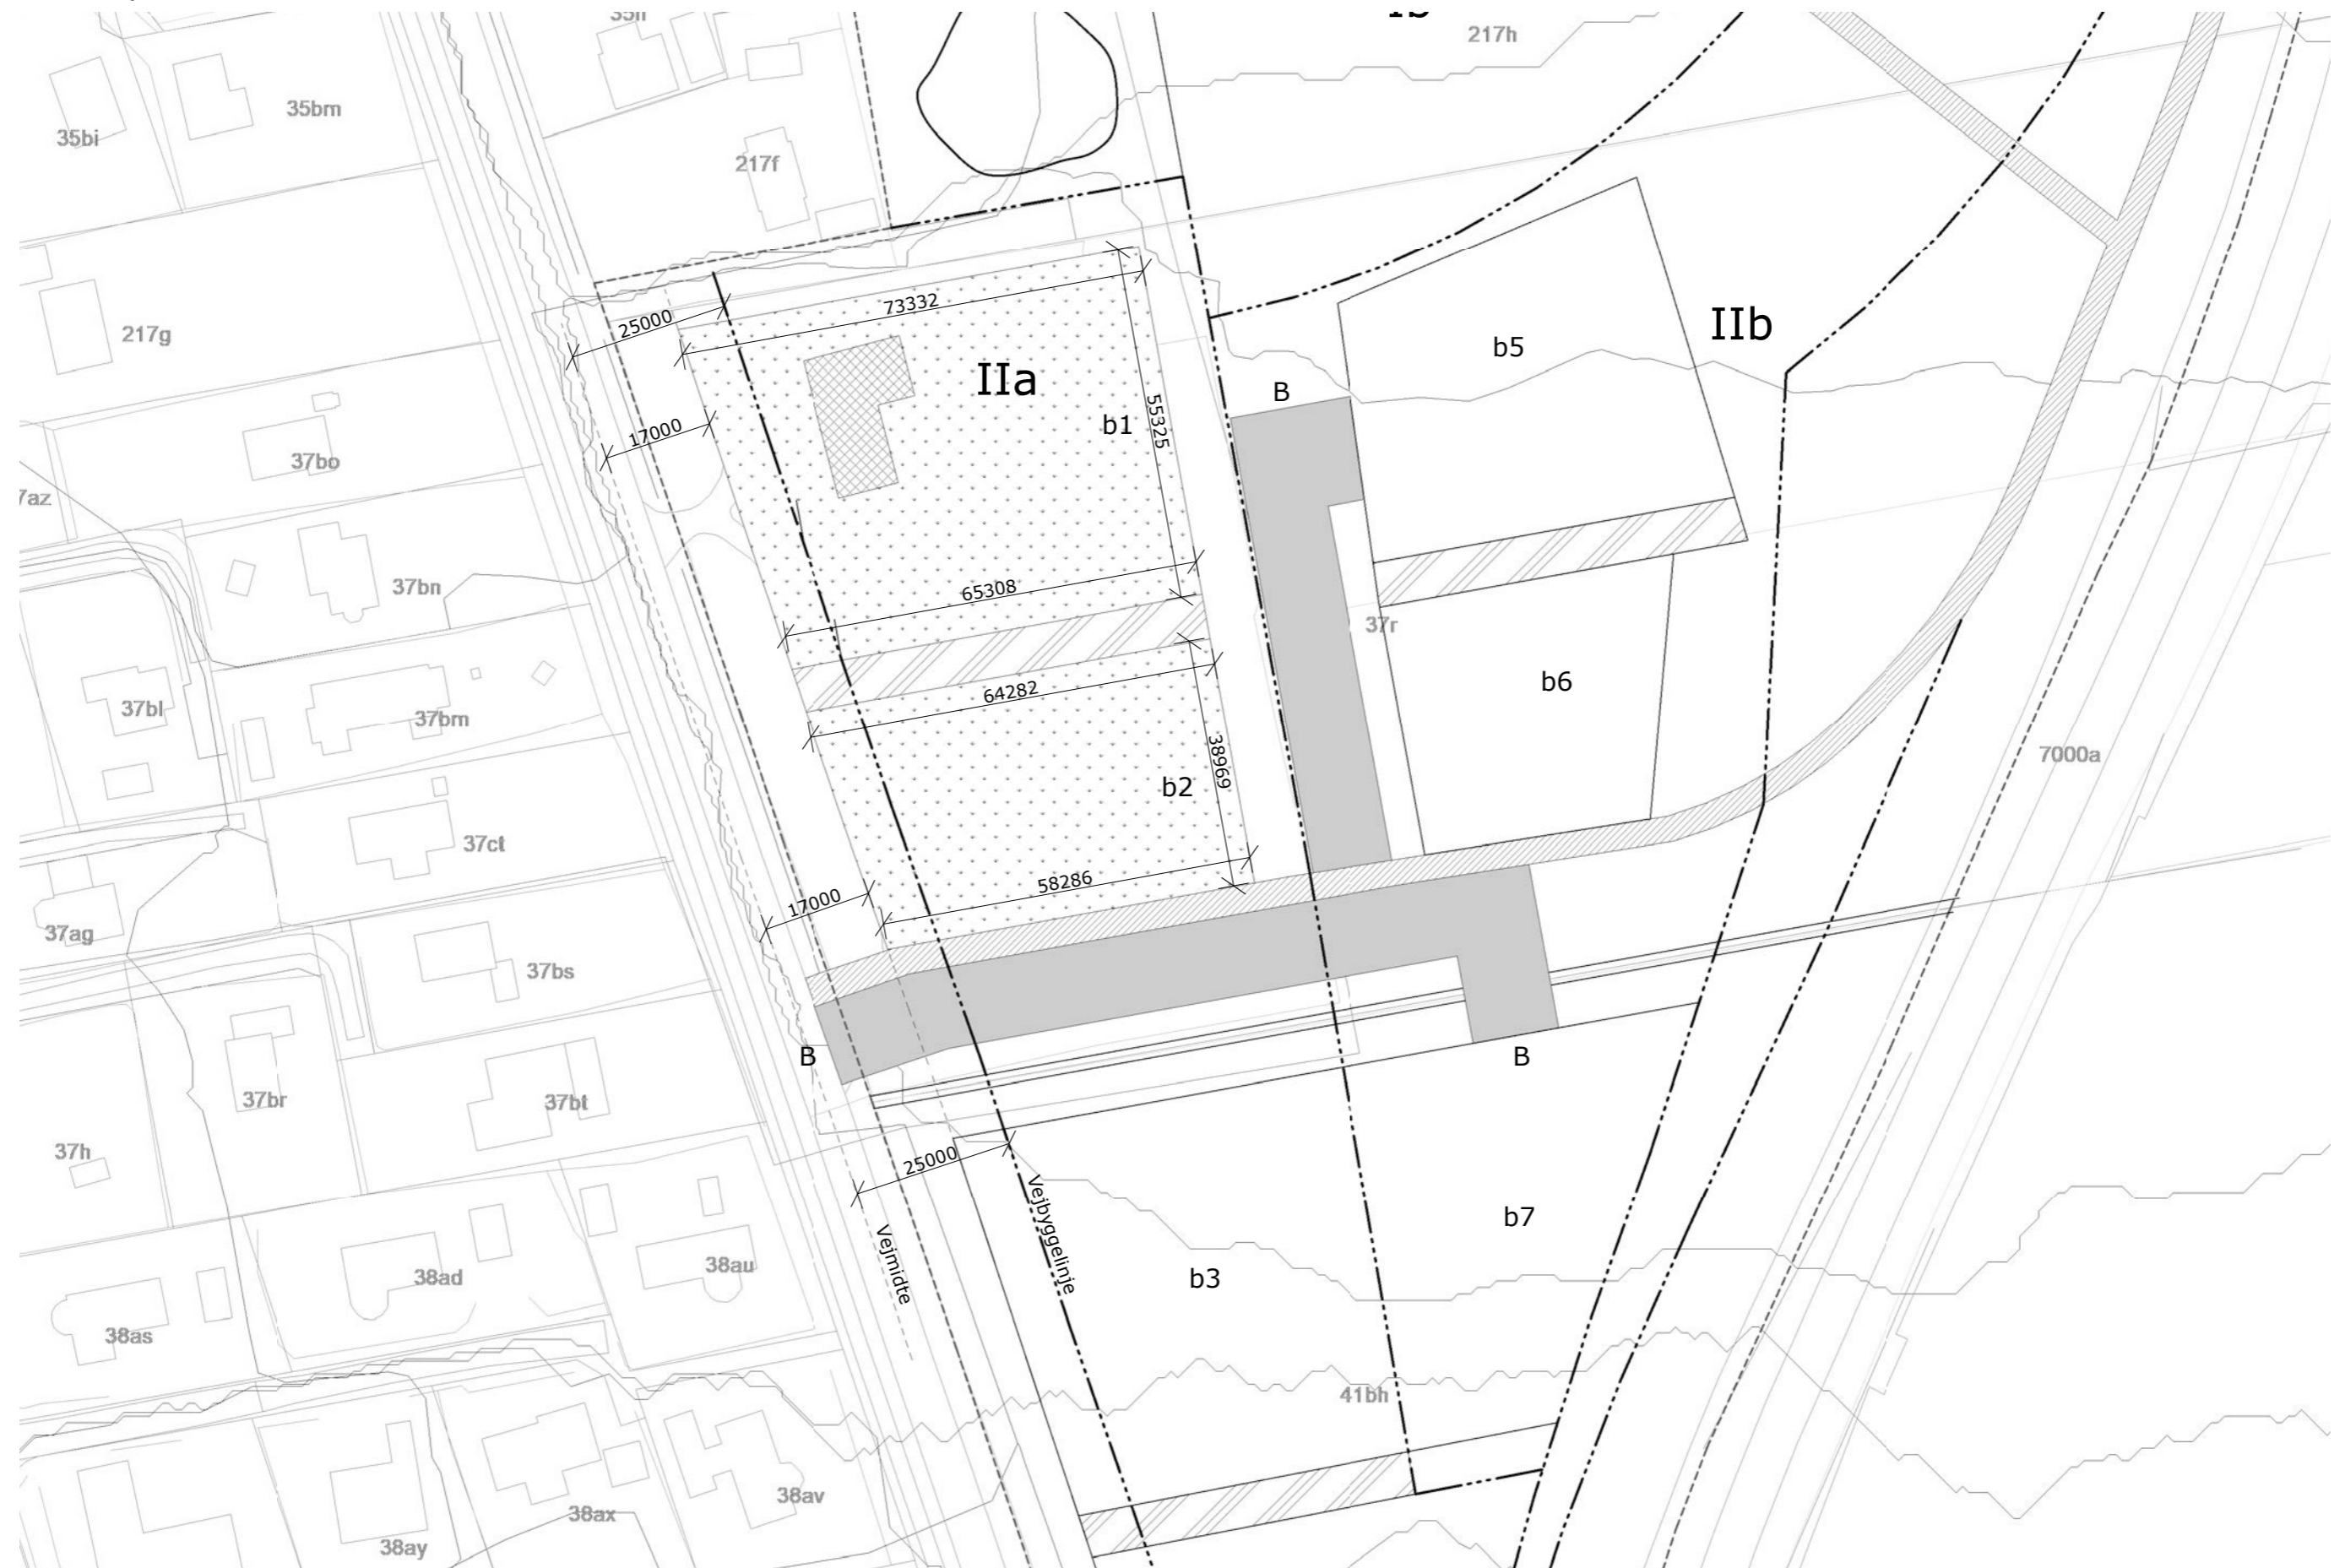 Ib
217h
35bm
35bi
217f
25000
73332
217g
IIa
b1
55325
17000
37bo
7az
B
b5
IIb
37bn
65308
37r
64282
b6
37bl
37bm
38969
b2
37ct
7000a
58286
17000
37ag
37bs
B
B
37br
37bt
37h
25000
Vejbyggelinje
Vejmidte
b7
b3
38ad
38au
38as
41bh
38av
38ax
38ay